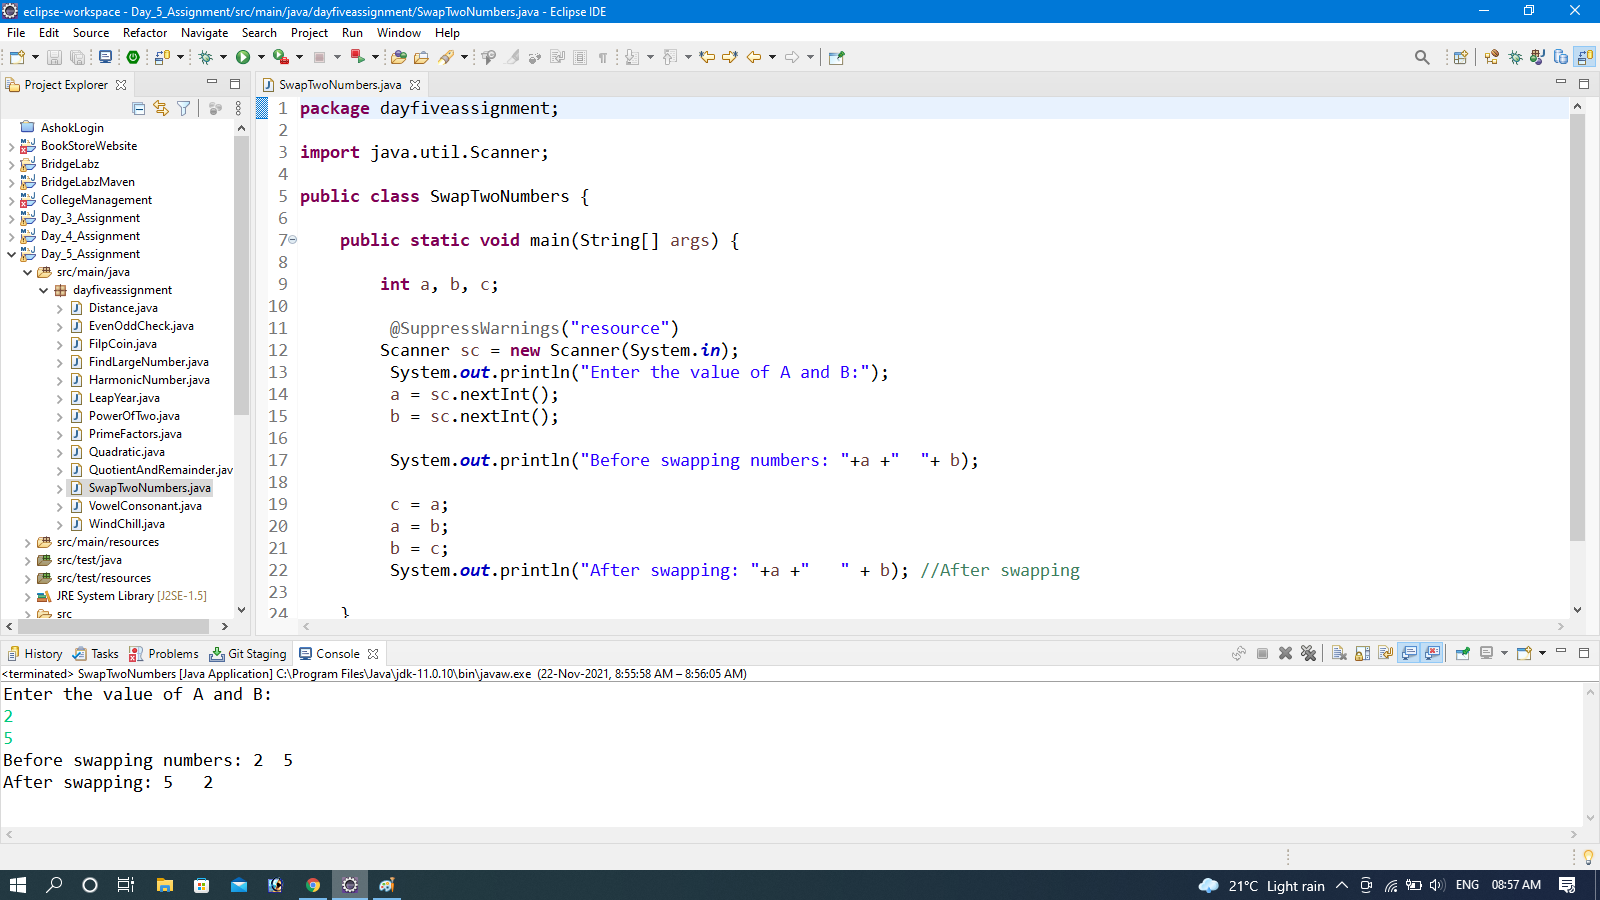 eclipse-workspace - Day_5_Assignment/src/main/java/dayfiveassignment/SwapTwoNumbers.java - Eclipse IDE
File Edit Source Refactor Navigate Search Project Run Window Help
Project Explorer
AshokLogin
BookStoreWebsite
BridgeLabz
BridgeLabzMaven
CollegeManagement
Day_3_Assignment
Day_4_Assignment
Day_5_Assignment
src/main/java
dayfiveassignment
Distance.java
EvenOddCheck.java
FilpCoin.java
FindLargeNumber.java
HarmonicNumber.java
LeapYear.java
PowerOfTwo.java
PrimeFactors.java
Quadratic.java
QuotientAndRemainder.jav
SwapTwoNumbers.java
VowelConsonant.java
WindChill.java
src/main/resources
src/test/java
src/test/resources
JRE System Library [J2SE-1.5]
src
SwapTwoNumbers.java
1 package dayfiveassignment;
2
3 import java.util.Scanner;
4
5 public class SwapTwoNumbers {
6
7 public static void main(String[] args) {
8
9 int a, b, c;
10
11 @SuppressWarnings("resource")
12 Scanner sc = new Scanner(System.in);
13 System.out.println("Enter the value of A and B:");
14 a = sc.nextInt();
15 b = sc.nextInt();
16
17 System.out.println("Before swapping numbers: "+a +"  "+ b);
18
19 c = a;
20 a = b;
21 b = c;
22 System.out.println("After swapping: "+a +"   " + b); //After swapping
23
24 }
History Tasks Problems Git Staging Console
<terminated> SwapTwoNumbers [Java Application] C:\Program Files\Java\jdk-11.0.10\bin\javaw.exe (22-Nov-2021, 8:55:58 AM – 8:56:05 AM)
Enter the value of A and B:
2
5
Before swapping numbers: 2  5
After swapping: 5   2
21°C Light rain ENG 08:57 AM